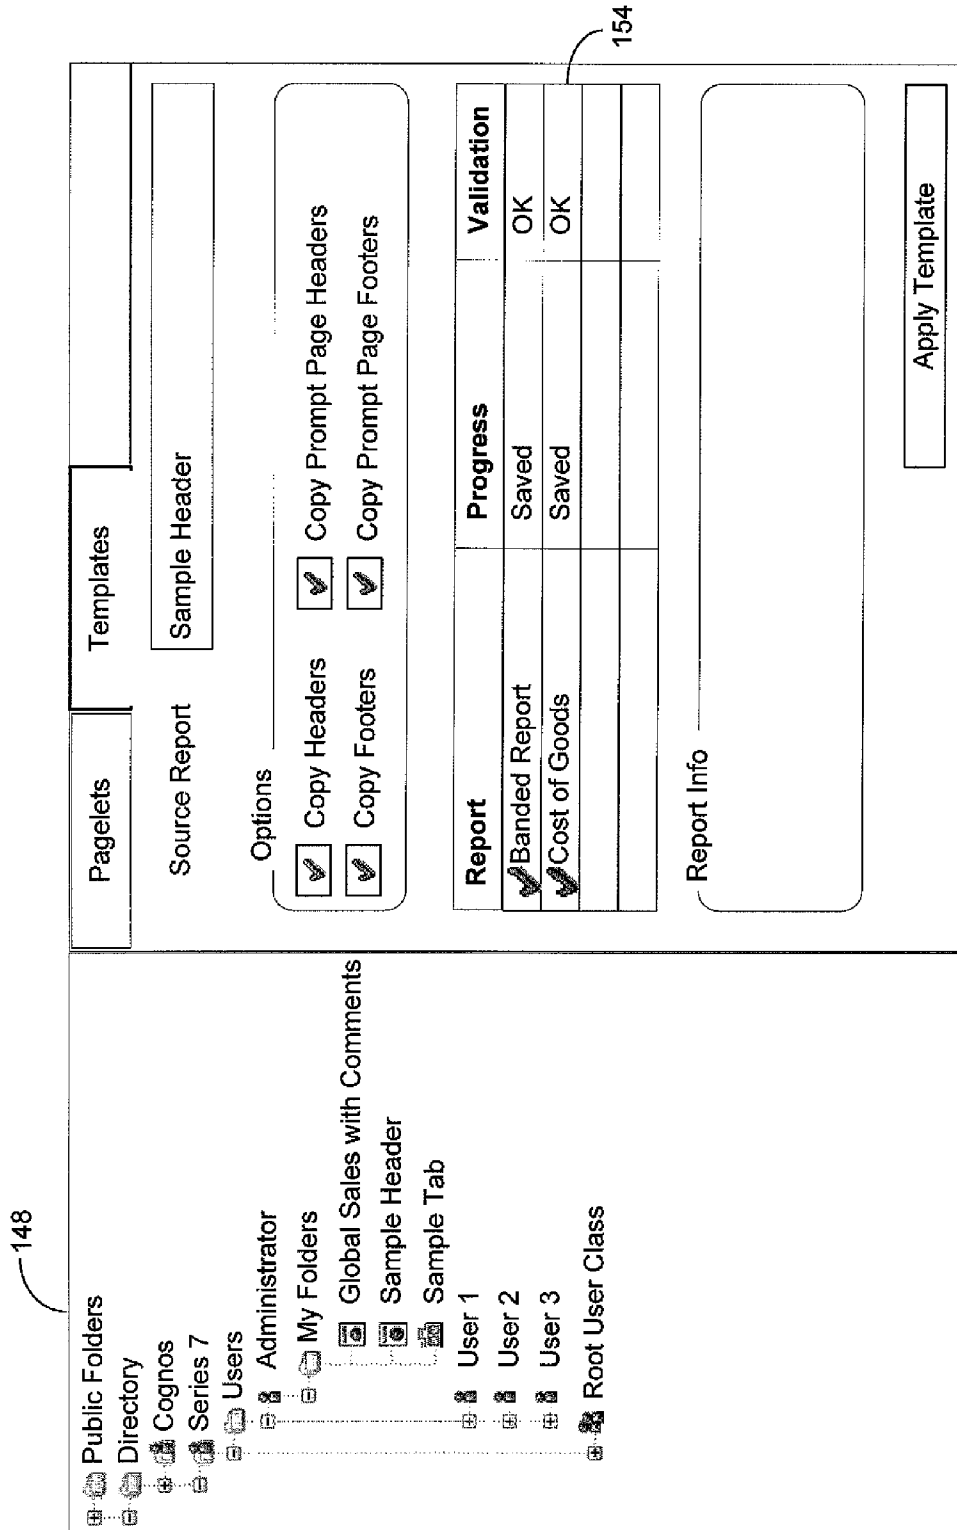 148
Public Folders
Directory
Cognos
Series 7
Users
Administrator
My Folders
Global Sales with Comments
Sample Header
Sample Tab
User 1
User 2
User 3
Root User Class
Pagelets
Templates
Source Report
Sample Header
Options
Copy Headers
Copy Prompt Page Headers
Copy Footers
Copy Prompt Page Footers
Report Progress Validation
Banded Report Saved OK
Cost of Goods Saved OK
154
Report Info
Apply Template